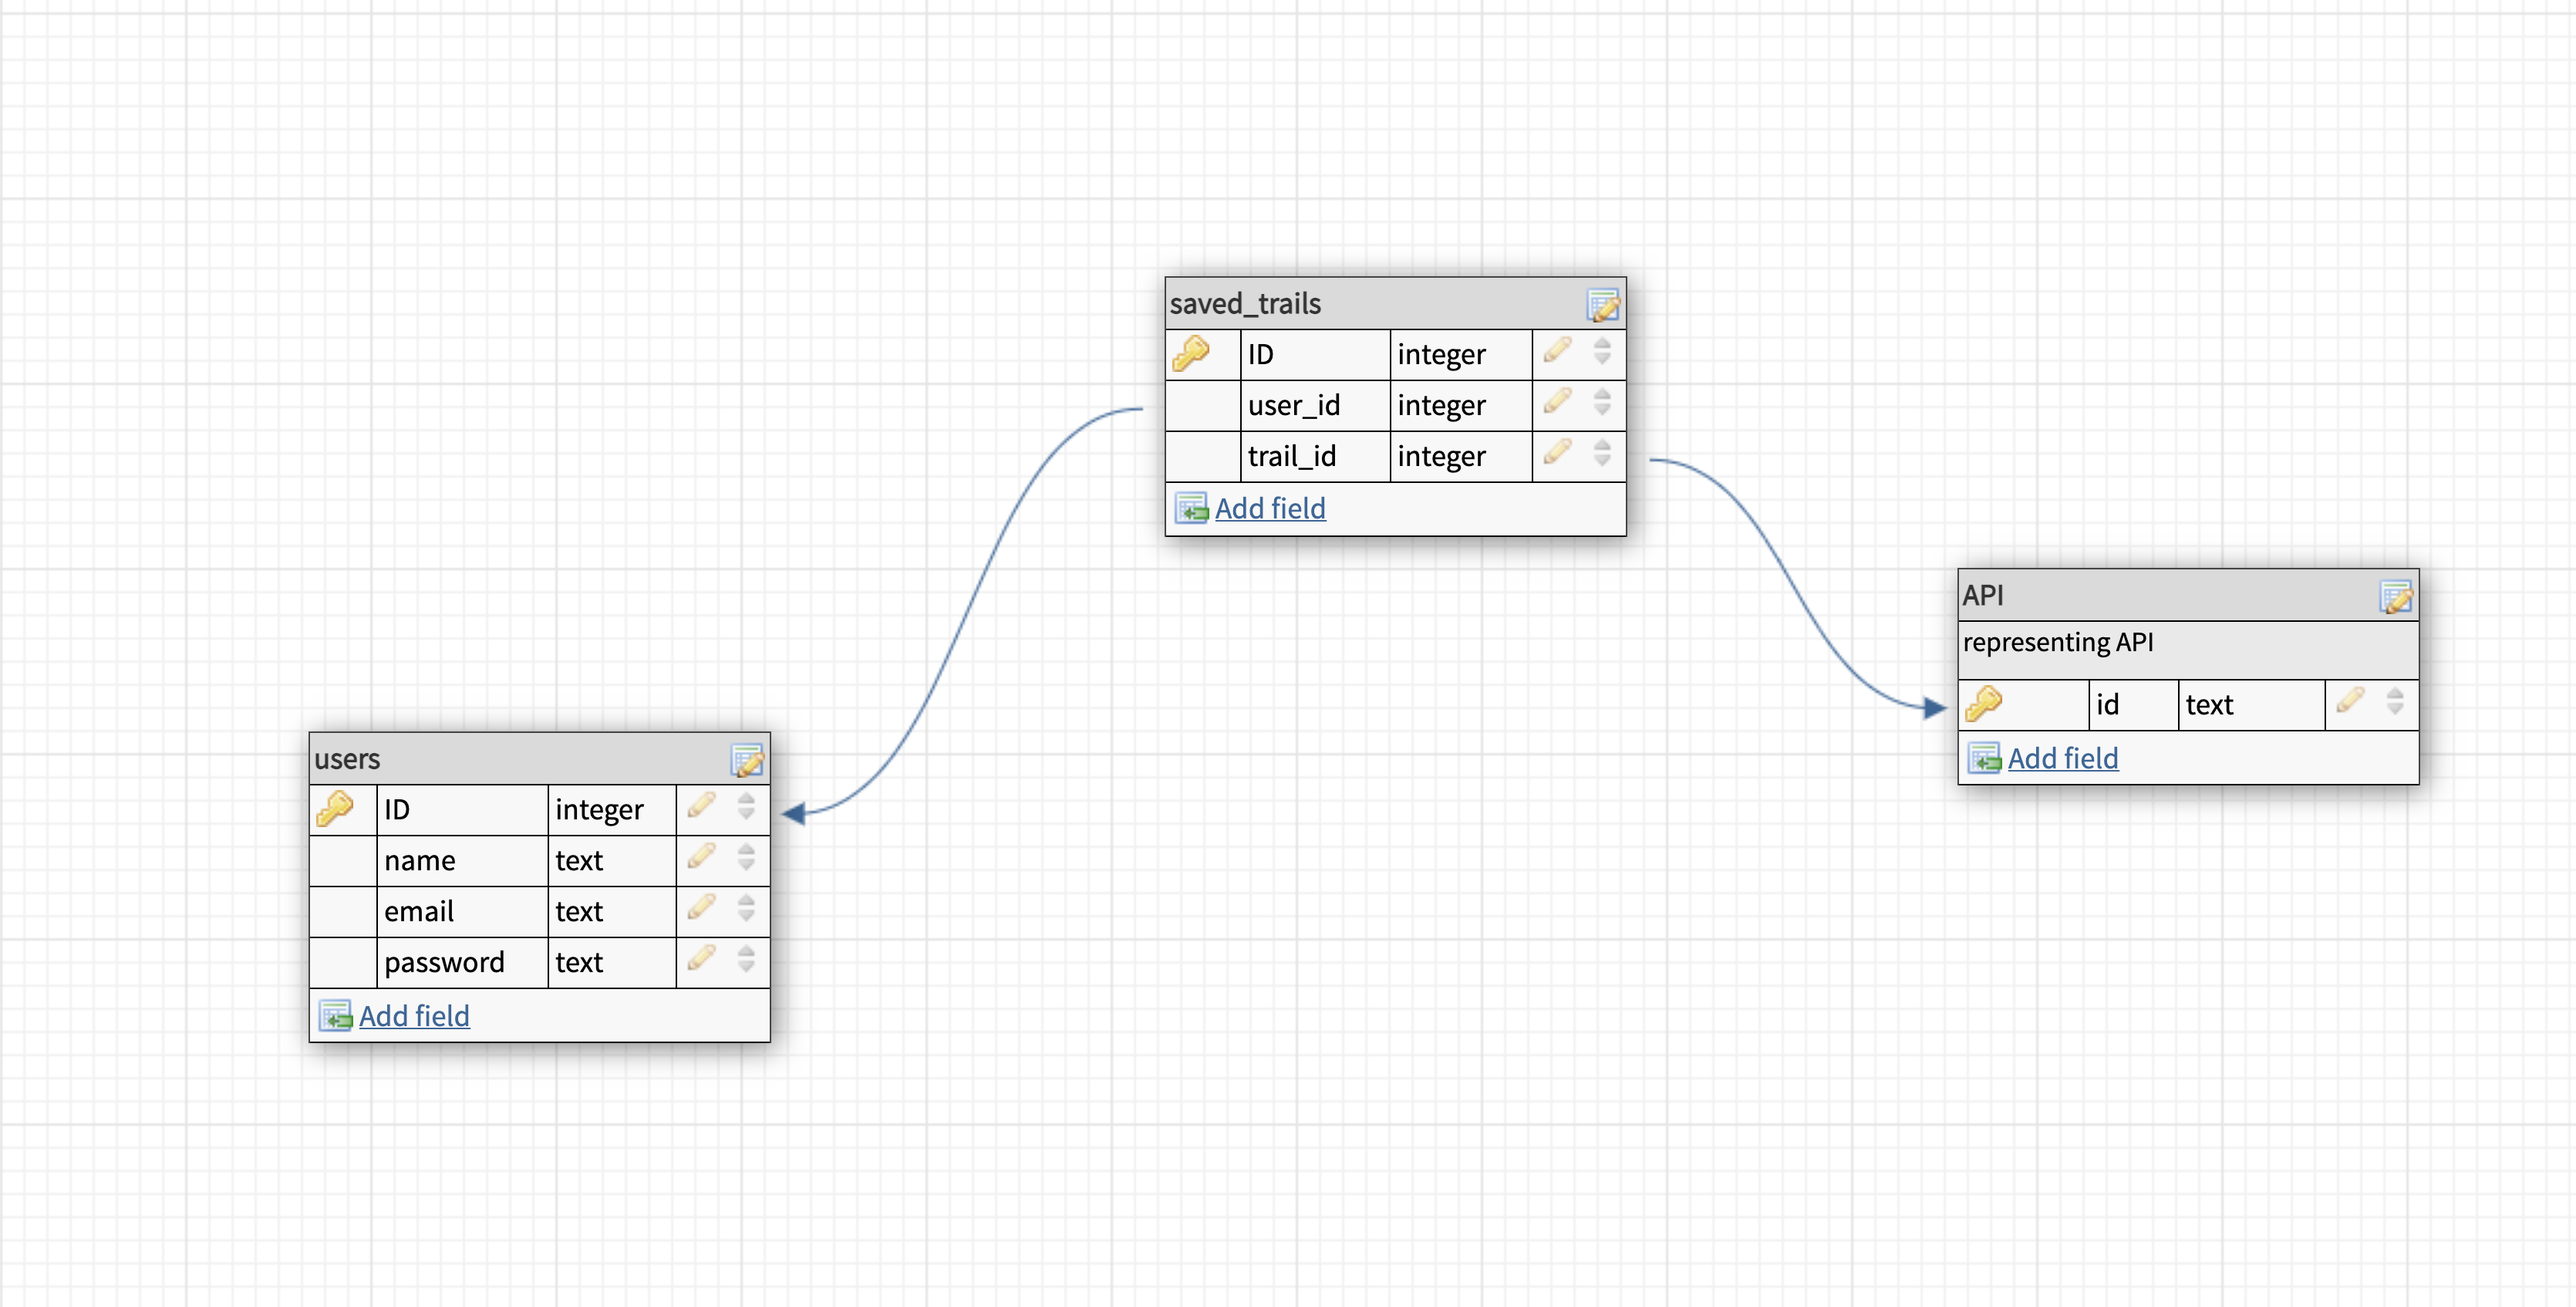 saved_trails
ID integer
user_id integer
trail_id integer
Add field
API
representing API
id text
Add field
users
ID integer
name text
email text
password text
Add field